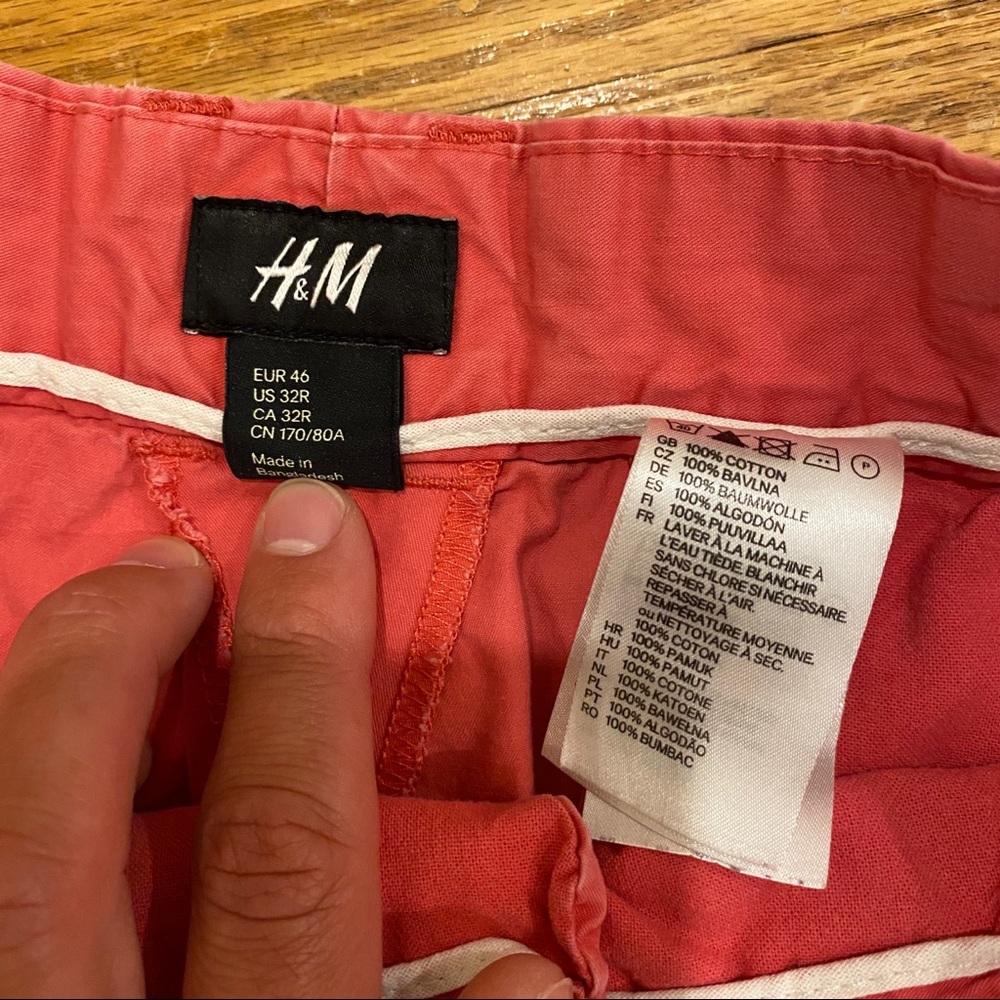 H&M
EUR 46
US 32R
CA 32R
CN 170/80A
Made in
Bangladesh
40
P
GB 100% COTTON
CZ 100% BAVLNA
DE 100% BAUMWOLLE
ES 100% ALGODÓN
FI 100% PUUVILLAA
FR LAVER À LA MACHINE À
L'EAU TIÈDE. BLANCHIR
SANS CHLORE SI NÉCESSAIRE.
SÉCHER À L'AIR.
REPASSER À
TEMPÉRATURE MOYENNE.
ou NETTOYAGE À SEC.
HR 100% COTON
HU 100% PAMUK
IT 100% PAMUT
NL 100% COTONE
PL 100% KATOEN
PT 100% BAWEŁNA
RO 100% ALGODÃO
100% BUMBAC